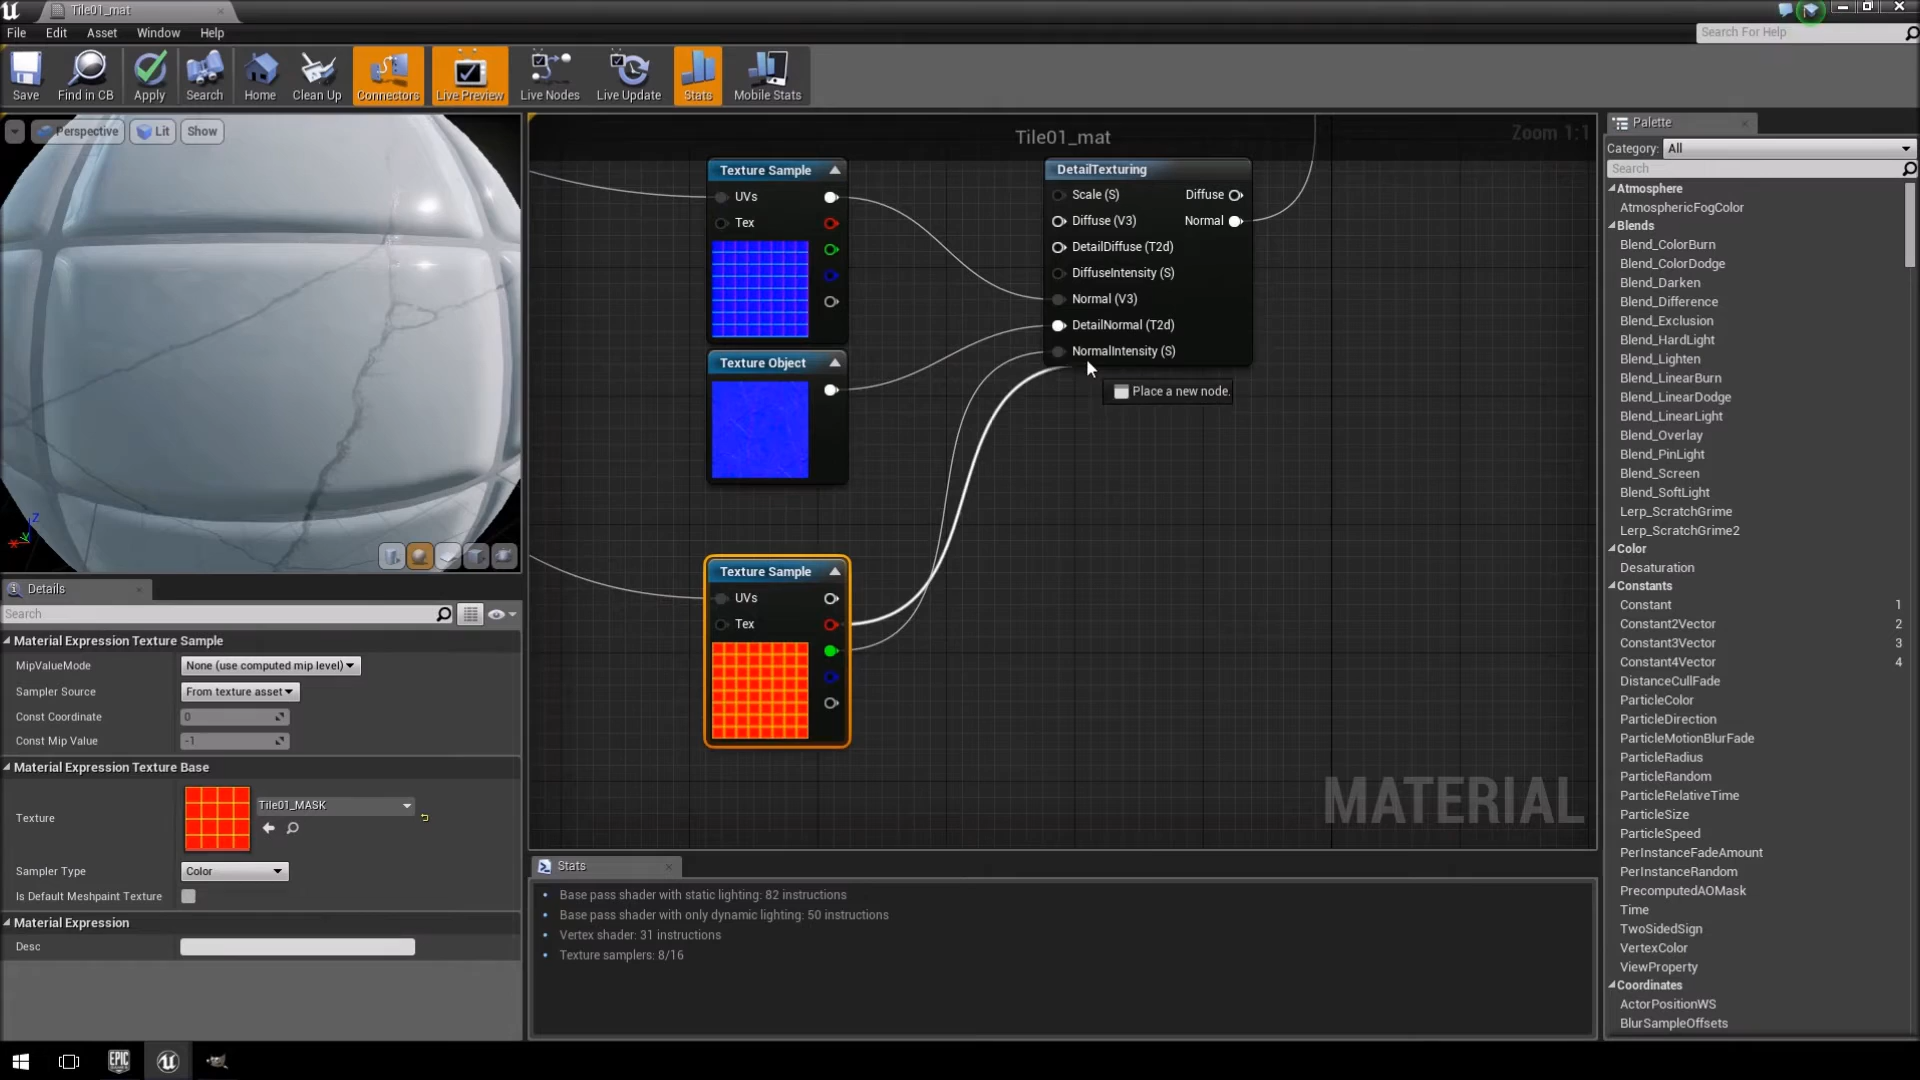 Tile01_mat
File Edit Asset Window Help
Search For Help
Save Find in CB Apply Search Home Clean Up Connectors Live Preview Live Nodes Live Update Stats Mobile Stats
Perspective Lit Show
Z
Tile01_mat
Zoom 1:1
Texture Sample
UVs
Tex
Texture Object
DetailTexturing
Scale (S) Diffuse
Diffuse (V3) Normal
DetailDiffuse (T2d)
DiffuseIntensity (S)
Normal (V3)
DetailNormal (T2d)
NormalIntensity (S)
Place a new node.
Texture Sample
UVs
Tex
MATERIAL
Details
Search
Material Expression Texture Sample
MipValueMode None (use computed mip level)
Sampler Source From texture asset
Const Coordinate 0
Const Mip Value -1
Material Expression Texture Base
Texture Tile01_MASK
Sampler Type Color
Is Default Meshpaint Texture
Material Expression
Desc
Stats
Base pass shader with static lighting: 82 instructions
Base pass shader with only dynamic lighting: 50 instructions
Vertex shader: 31 instructions
Texture samplers: 8/16
Palette
Category: All
Search
Atmosphere
AtmosphericFogColor
Blends
Blend_ColorBurn
Blend_ColorDodge
Blend_Darken
Blend_Difference
Blend_Exclusion
Blend_HardLight
Blend_Lighten
Blend_LinearBurn
Blend_LinearDodge
Blend_LinearLight
Blend_Overlay
Blend_PinLight
Blend_Screen
Blend_SoftLight
Lerp_ScratchGrime
Lerp_ScratchGrime2
Color
Desaturation
Constants
Constant 1
Constant2Vector 2
Constant3Vector 3
Constant4Vector 4
DistanceCullFade
ParticleColor
ParticleDirection
ParticleMotionBlurFade
ParticleRadius
ParticleRandom
ParticleRelativeTime
ParticleSize
ParticleSpeed
PerInstanceFadeAmount
PerInstanceRandom
PrecomputedAOMask
Time
TwoSidedSign
VertexColor
ViewProperty
Coordinates
ActorPositionWS
BlurSampleOffsets
EPIC